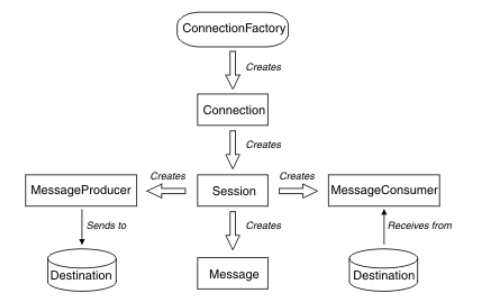 ConnectionFactory
Creates
Connection
Creates
Creates
Creates
MessageProducer
Session
MessageConsumer
Sends to
Creates
Receives from
Destination
Message
Destination